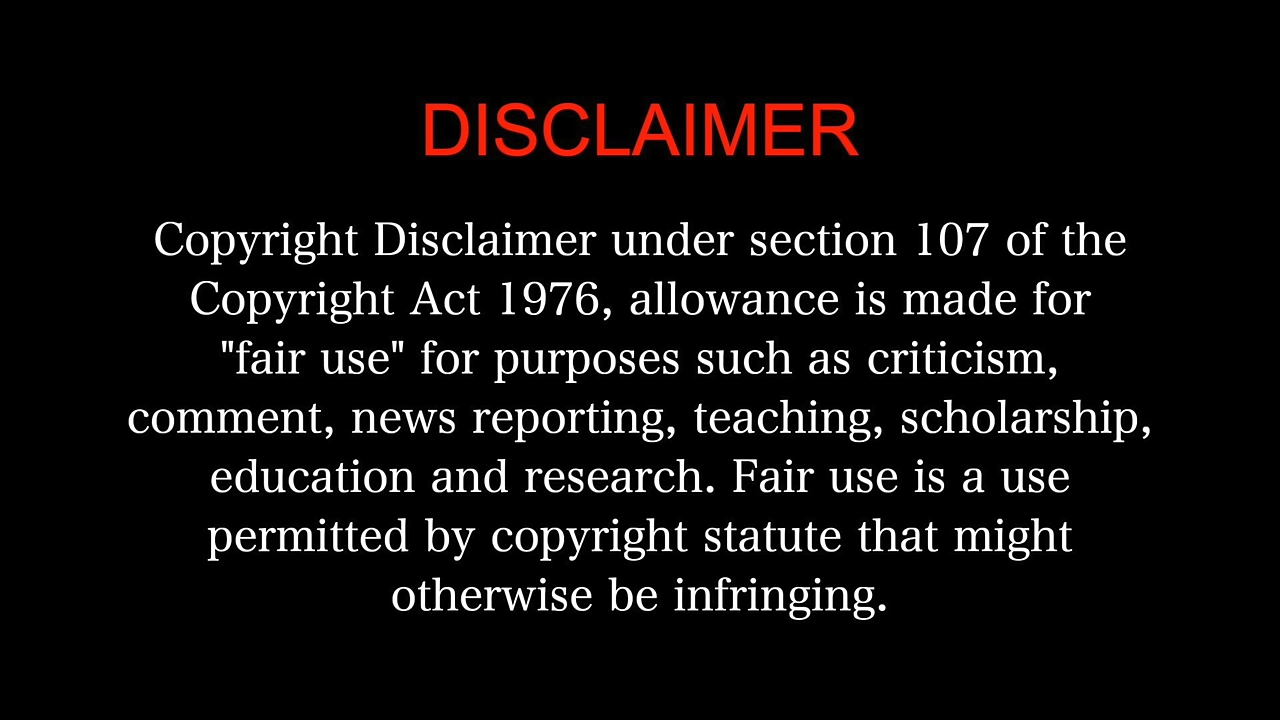 DISCLAIMER
Copyright Disclaimer under section 107 of the
Copyright Act 1976, allowance is made for
"fair use" for purposes such as criticism,
comment, news reporting, teaching, scholarship,
education and research. Fair use is a use
permitted by copyright statute that might
otherwise be infringing.